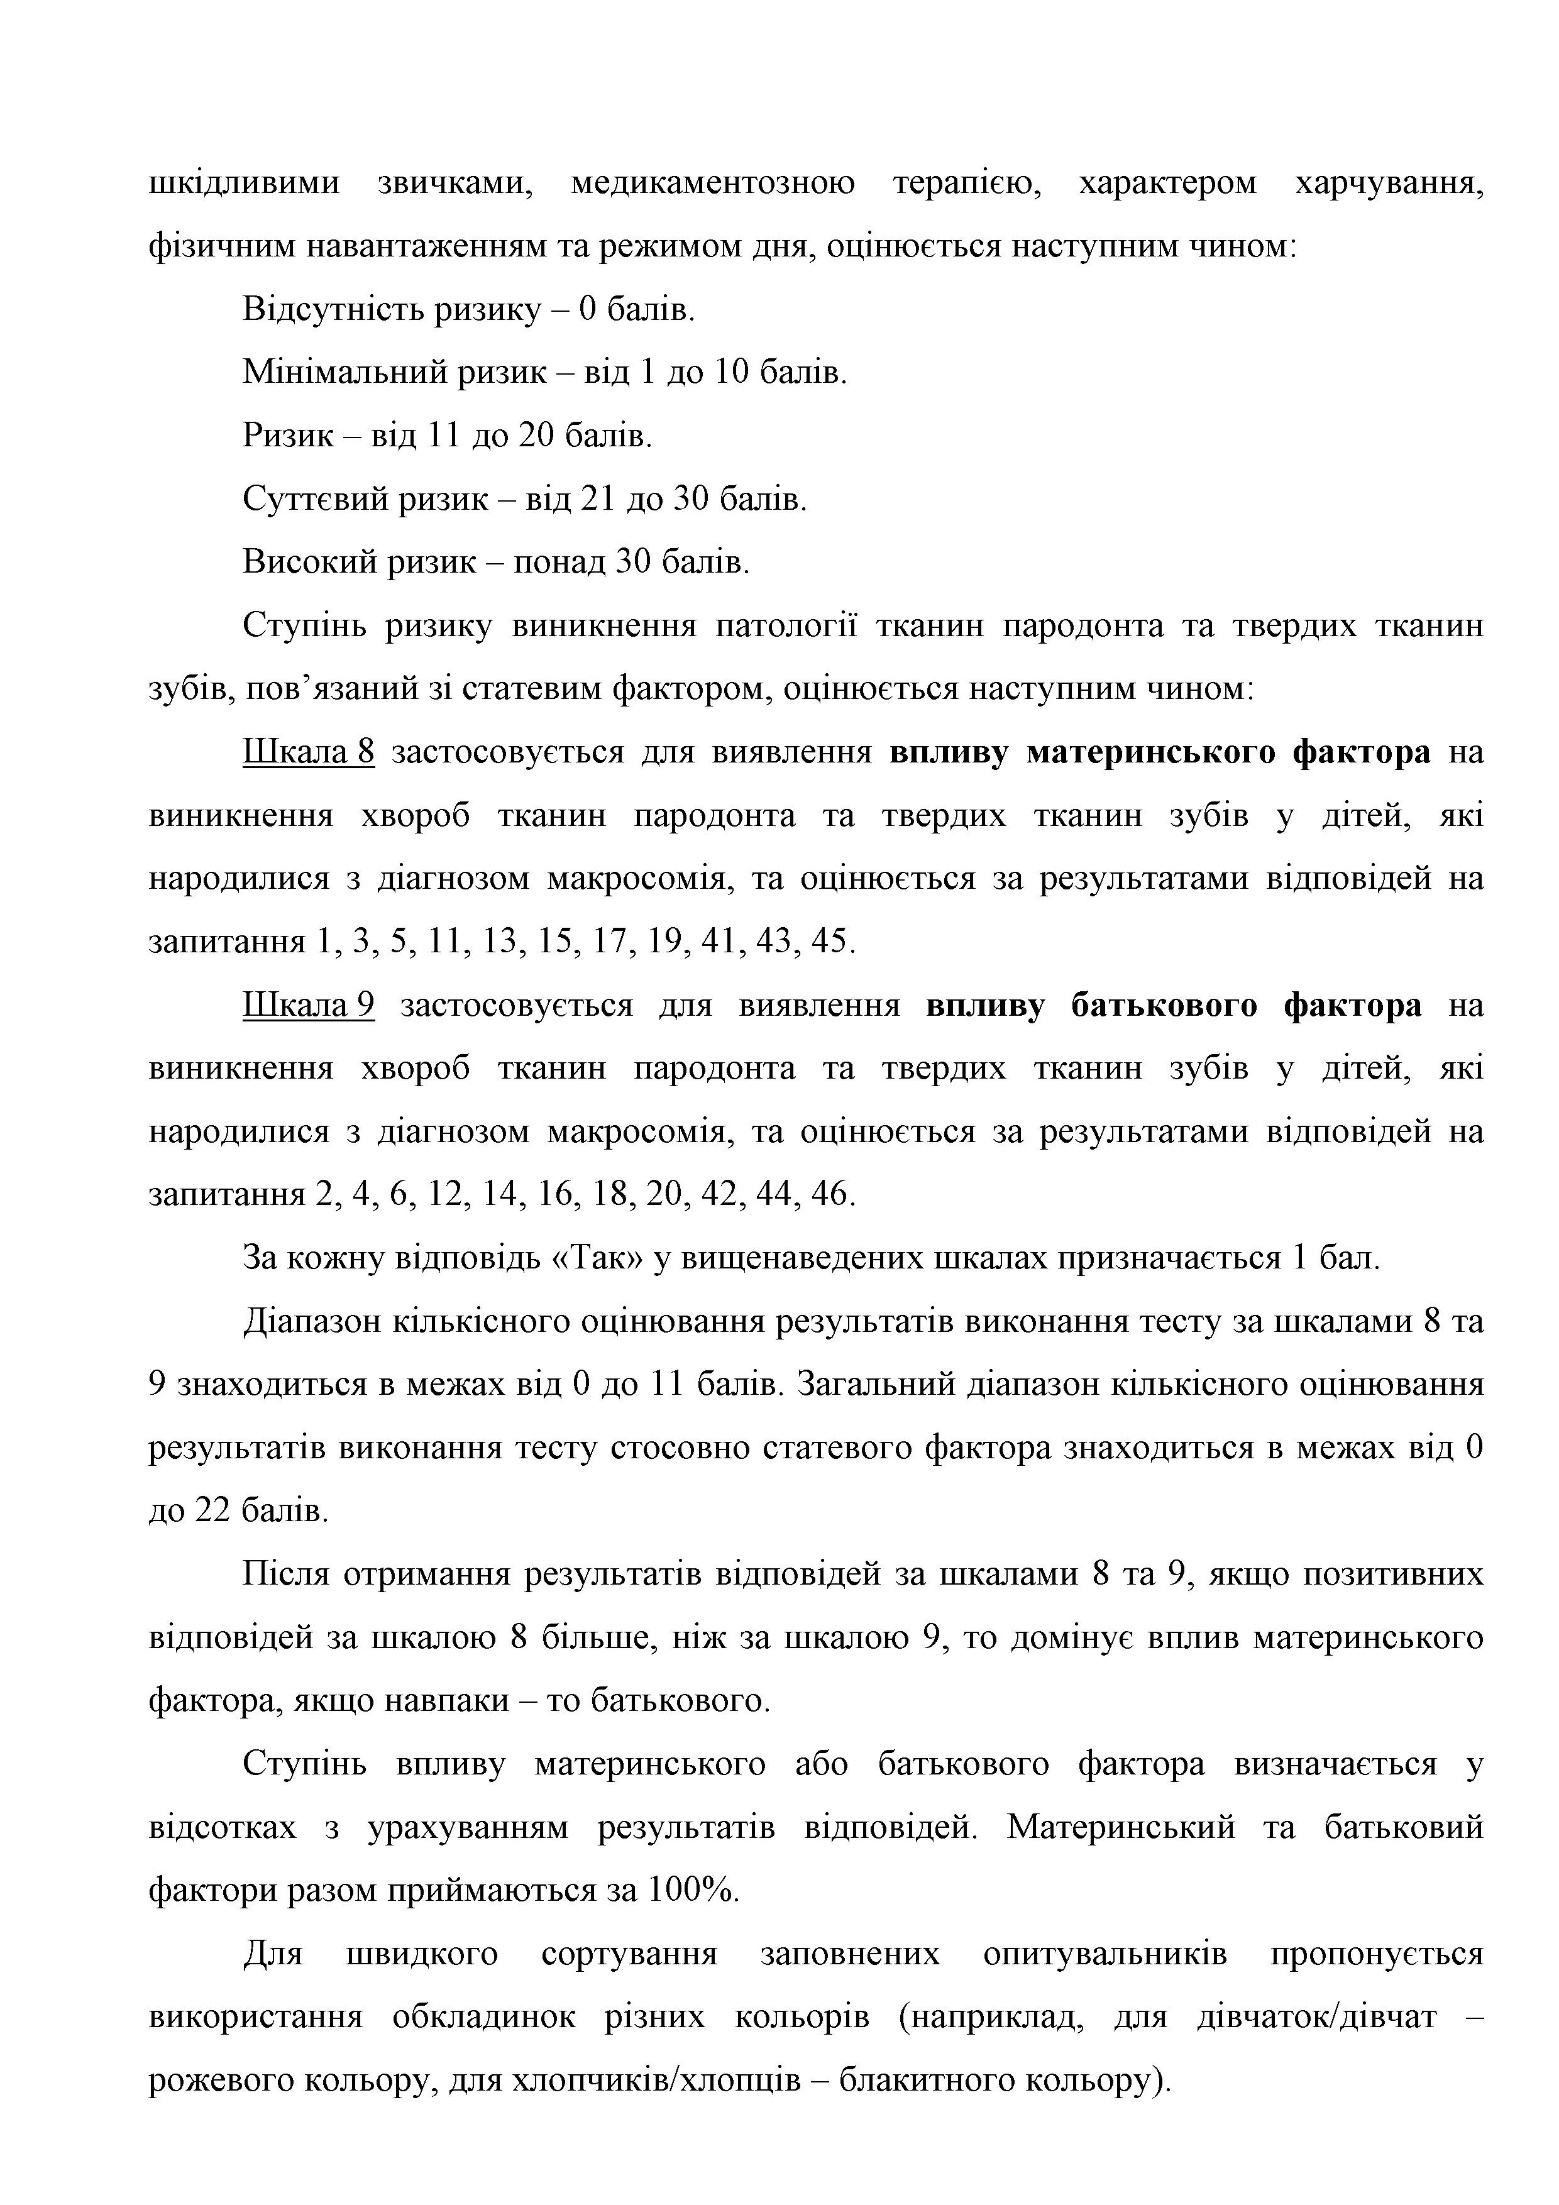 шкідливими звичками, медикаментозною терапією, характером харчування,
фізичним навантаженням та режимом дня, оцінюється наступним чином:
Відсутність ризику – 0 балів.
Мінімальний ризик – від 1 до 10 балів.
Ризик – від 11 до 20 балів.
Суттєвий ризик – від 21 до 30 балів.
Високий ризик – понад 30 балів.
Ступінь ризику виникнення патології тканин пародонта та твердих тканин
зубів, пов’язаний зі статевим фактором, оцінюється наступним чином:
Шкала 8 застосовується для виявлення впливу материнського фактора на
виникнення хвороб тканин пародонта та твердих тканин зубів у дітей, які
народилися з діагнозом макросомія, та оцінюється за результатами відповідей на
запитання 1, 3, 5, 11, 13, 15, 17, 19, 41, 43, 45.
Шкала 9 застосовується для виявлення впливу батькового фактора на
виникнення хвороб тканин пародонта та твердих тканин зубів у дітей, які
народилися з діагнозом макросомія, та оцінюється за результатами відповідей на
запитання 2, 4, 6, 12, 14, 16, 18, 20, 42, 44, 46.
За кожну відповідь «Так» у вищенаведених шкалах призначається 1 бал.
Діапазон кількісного оцінювання результатів виконання тесту за шкалами 8 та
9 знаходиться в межах від 0 до 11 балів. Загальний діапазон кількісного оцінювання
результатів виконання тесту стосовно статевого фактора знаходиться в межах від 0
до 22 балів.
Після отримання результатів відповідей за шкалами 8 та 9, якщо позитивних
відповідей за шкалою 8 більше, ніж за шкалою 9, то домінує вплив материнського
фактора, якщо навпаки – то батькового.
Ступінь впливу материнського або батькового фактора визначається у
відсотках з урахуванням результатів відповідей. Материнський та батьковий
фактори разом приймаються за 100%.
Для швидкого сортування заповнених опитувальників пропонується
використання обкладинок різних кольорів (наприклад, для дівчаток/дівчат –
рожевого кольору, для хлопчиків/хлопців – блакитного кольору).